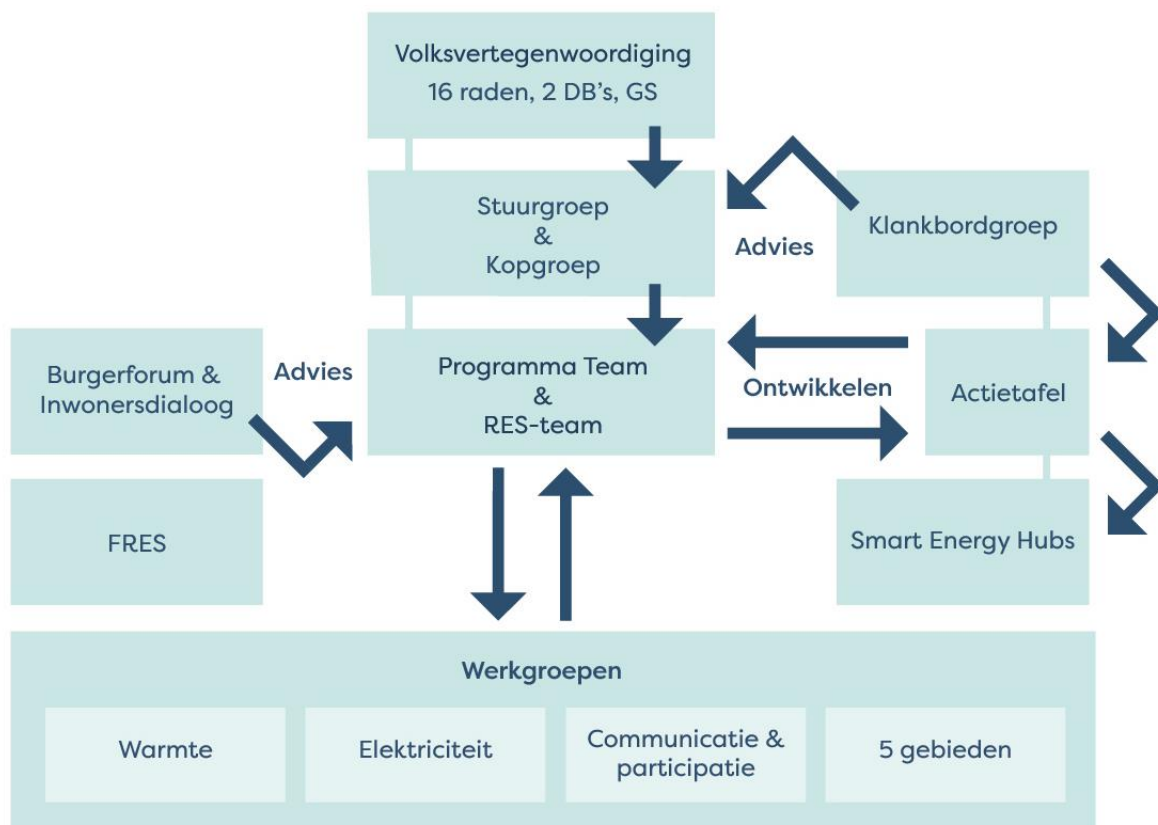 Volksvertegenwoordiging
16 raden, 2 DB's, GS
Stuurgroep
&
Kopgroep
Advies
Klankbordgroep
Burgerforum &
Inwonersdialoog
Advies
Programma Team
&
RES-team
Ontwikkelen
Actietafel
FRES
Smart Energy Hubs
Werkgroepen
Warmte
Elektriciteit
Communicatie &
participatie
5 gebieden